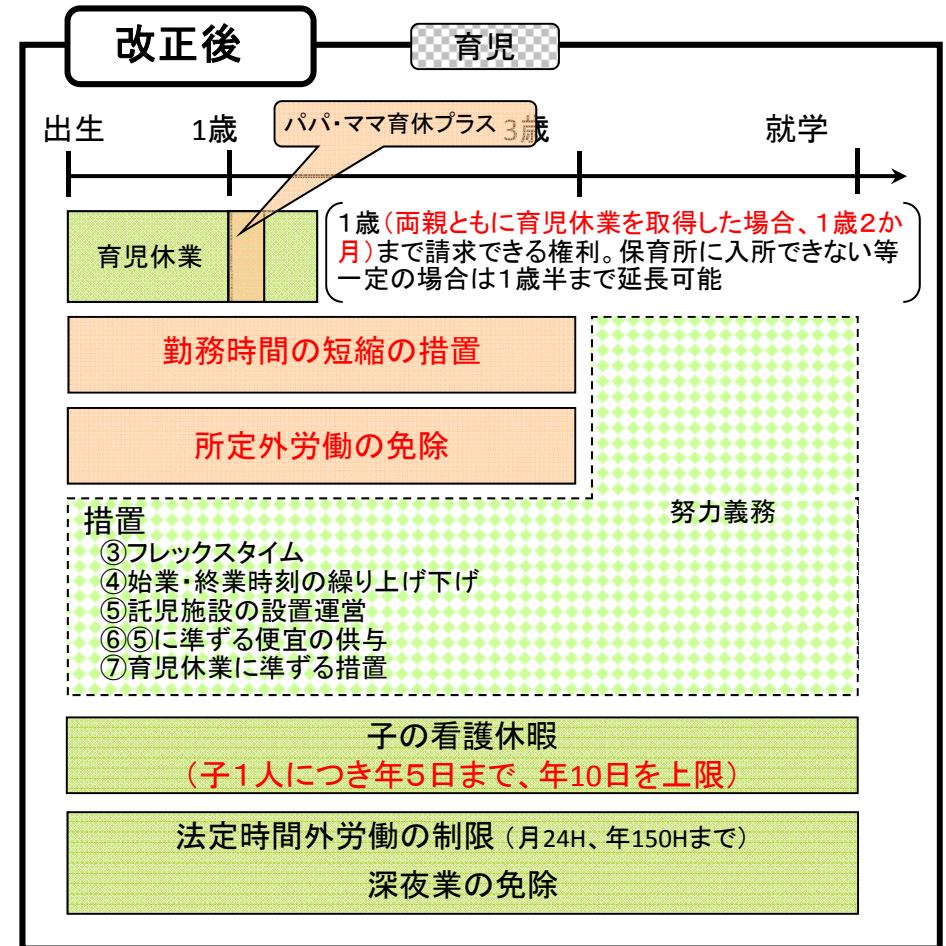 改正後
育児
パパ・ママ育休プラス
出生
1歳
3歳
就学
育児休業
1歳(両親ともに育児休業を取得した場合、1歳2か
月)まで請求できる権利。保育所に入所できない等
一定の場合は1歳半まで延長可能
勤務時間の短縮の措置
所定外労働の免除
努力義務
措置
③フレックスタイム
④始業・終業時刻の繰り上げ下げ
⑤託児施設の設置運営
⑥⑤に準ずる便宜の供与
⑦育児休業に準ずる措置
子の看護休暇
(子1人につき年5日まで、年10日を上限)
法定時間外労働の制限(月24H、年150Hまで)
深夜業の免除